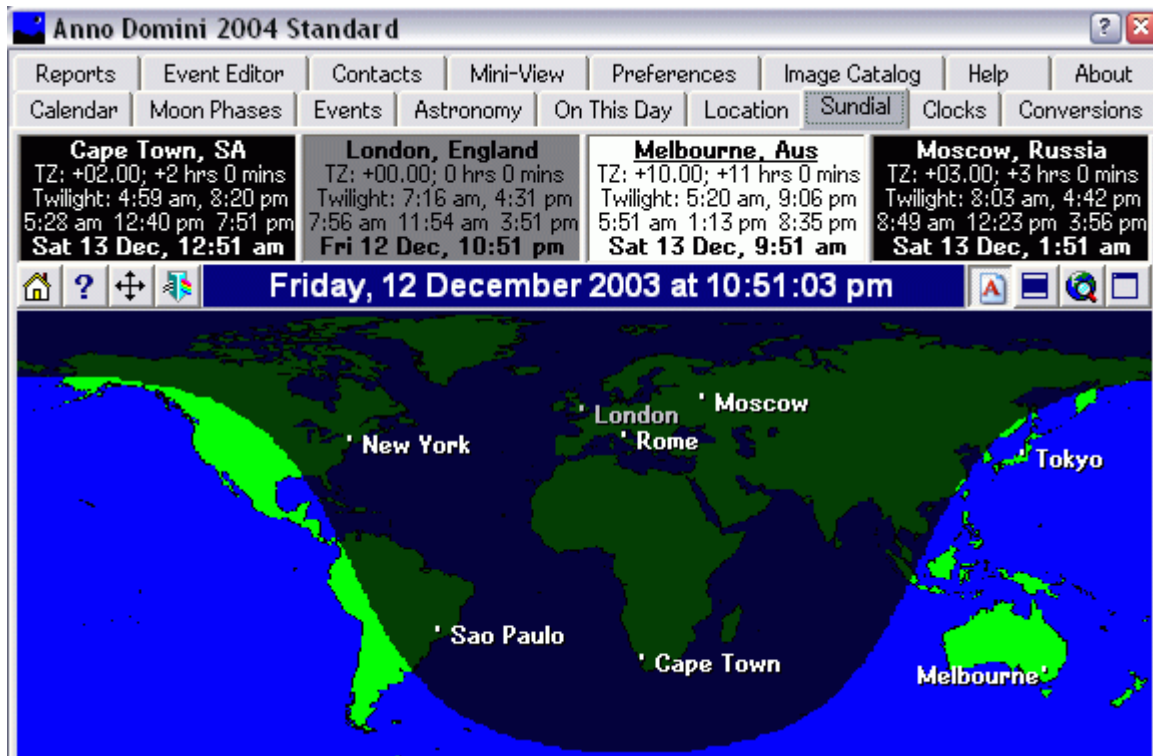 Anno Domini 2004 Standard
Reports Event Editor Contacts Mini-View Preferences Image Catalog Help About
Calendar Moon Phases Events Astronomy On This Day Location Sundial Clocks Conversions
Cape Town, SA
TZ: +02.00; +2 hrs 0 mins
Twilight: 4:59 am, 8:20 pm
5:28 am 12:40 pm 7:51 pm
Sat 13 Dec, 12:51 am
London, England
TZ: +00.00; 0 hrs 0 mins
Twilight: 7:16 am, 4:31 pm
7:56 am 11:54 am 3:51 pm
Fri 12 Dec, 10:51 pm
Melbourne, Aus
TZ: +10.00; +11 hrs 0 mins
Twilight: 5:20 am, 9:06 pm
5:51 am 1:13 pm 8:35 pm
Sat 13 Dec, 9:51 am
Moscow, Russia
TZ: +03.00; +3 hrs 0 mins
Twilight: 8:03 am, 4:42 pm
8:49 am 12:23 pm 3:56 pm
Sat 13 Dec, 1:51 am
Friday, 12 December 2003 at 10:51:03 pm
London
Moscow
New York
Rome
Tokyo
Sao Paulo
Cape Town
Melbourne